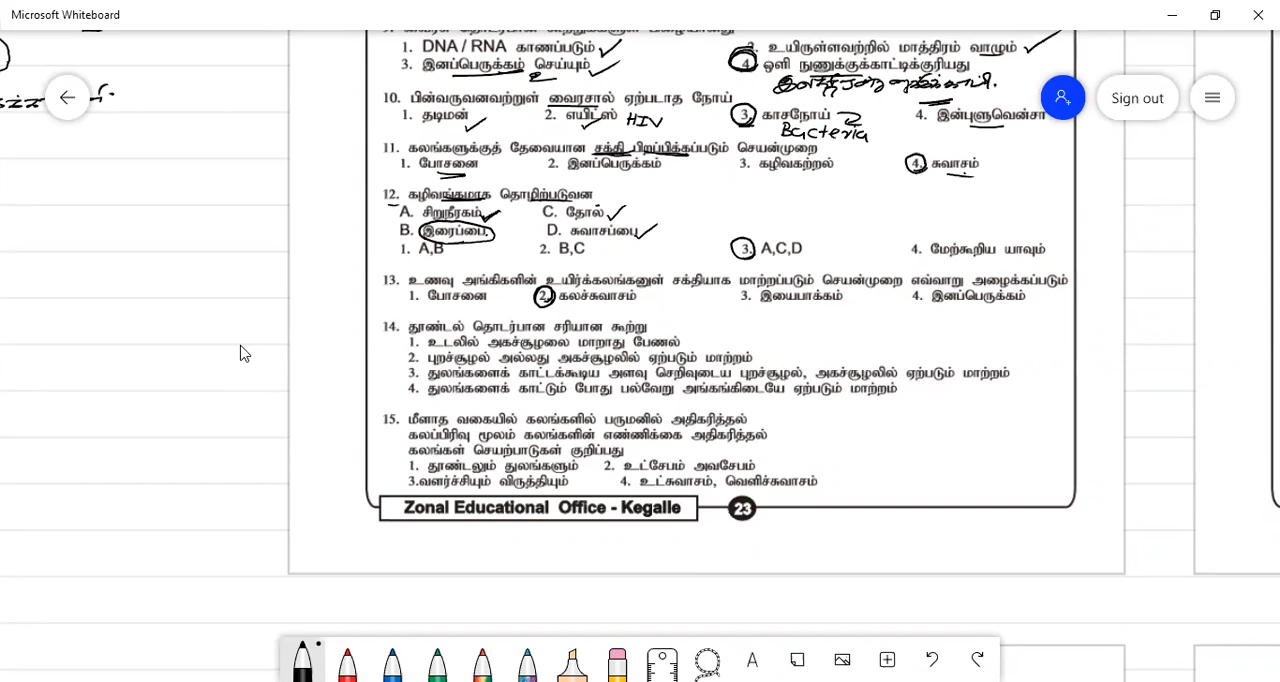 Microsoft Whiteboard
1. DNA / RNA காணப்படும்
2. உயிருள்ளவற்றில் மாத்திரம் வாழும்
3. இனப்பெருக்கம் செய்யும்
4. ஒளி நுணுக்குக்காட்டிக்குரியது
10. பின்வருவனவற்றுள் வைரசால் ஏற்படாத நோய்
1. தடிமன் 2. எயிட்ஸ் HIV 3. காசநோய் 4. இன்புளுவென்சா
Bacteria
11. கலங்களுக்குத் தேவையான சக்தி பிறப்பிக்கப்படும் செயன்முறை
1. போசனை 2. இனப்பெருக்கம் 3. கழிவகற்றல் 4. சுவாசம்
12. கழிவங்கமாக தொழிற்படுவன
A. சிறுநீரகம் C. தோல்
B. இரைப்பை D. சுவாசப்பை
1. A,B 2. B,C 3. A,C,D 4. மேற்கூறிய யாவும்
13. உணவு அங்கிகளின் உயிர்க்கலங்களுள் சக்தியாக மாற்றப்படும் செயன்முறை எவ்வாறு அழைக்கப்படும்
1. போசனை 2. கலச்சுவாசம் 3. இயைபாக்கம் 4. இனப்பெருக்கம்
14. தூண்டல் தொடர்பான சரியான கூற்று
1. உடலில் அகச்சூழலை மாறாது பேணல்
2. புறச்சூழல் அல்லது அகச்சூழலில் ஏற்படும் மாற்றம்
3. துலங்களைக் காட்டக்கூடிய அளவு செறிவுடைய புறச்சூழல், அகச்சூழலில் ஏற்படும் மாற்றம்
4. துலங்களைக் காட்டும் போது பல்வேறு அங்கங்கிடையே ஏற்படும் மாற்றம்
15. மீளாத வகையில் கலங்களில் பருமனில் அதிகரித்தல்
கலப்பிரிவு மூலம் கலங்களின் எண்ணிக்கை அதிகரித்தல்
கலங்கள் செயற்பாடுகள் குறிப்பது
1. தூண்டலும் துலங்களும் 2. உட்சேபம் அவசேபம்
3.வளர்ச்சியும் விருத்தியும் 4. உட்சுவாசம், வெளிச்சுவாசம்
Zonal Educational Office - Kegalle 23
Sign out